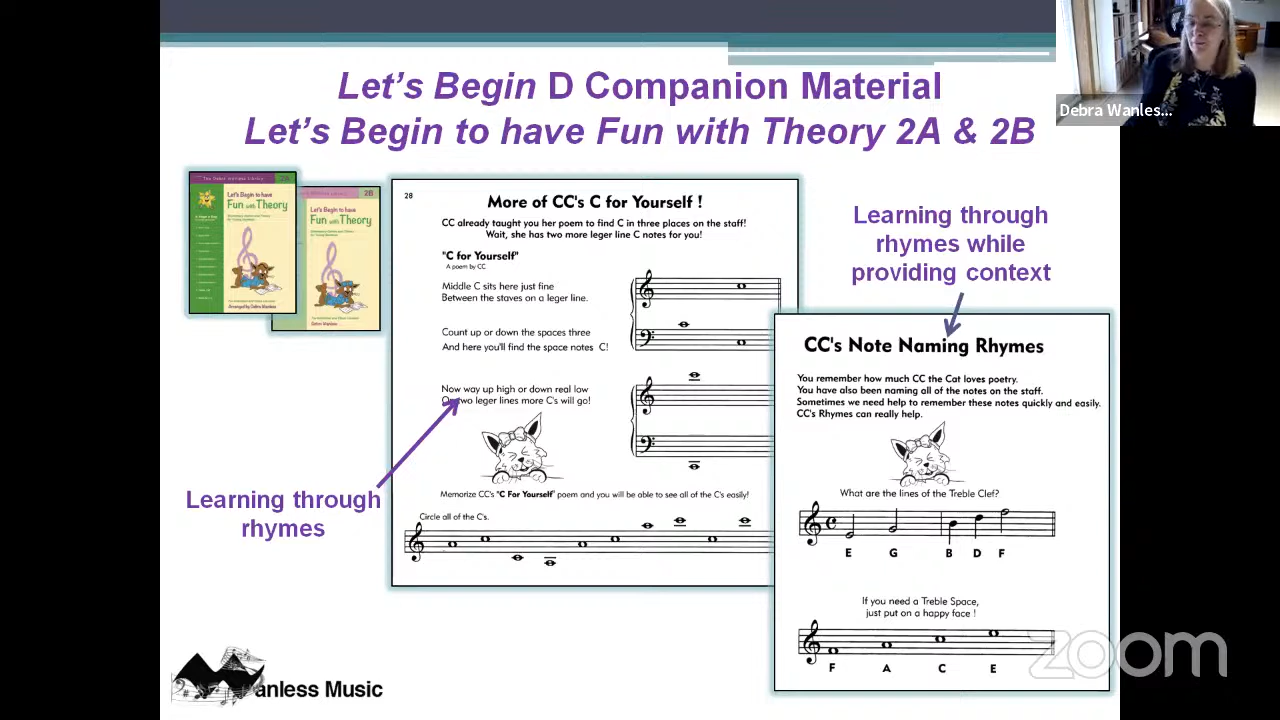 Let's Begin D Companion Material
Let's Begin to have Fun with Theory 2A & 2B
Debra Wanles...
2A
Let's Begin to have
Fun with Theory
2B
Let's Begin to have
Fun with Theory
28
More of CC's C for Yourself !
CC already taught you her poem to find C in three places on the staff!
Wait, she has two more leger line C notes for you!
"C for Yourself"
A poem by CC
Middle C sits here just fine
Between the staves on a leger line.
Count up or down the spaces three
And here you'll find the space notes C!
Now way up high or down real low
On two leger lines more C's will go!
Memorize CC's "C For Yourself" poem and you will be able to see all of the C's easily!
Circle all of the C's.
Learning through
rhymes
Learning through
rhymes while
providing context
CC's Note Naming Rhymes
You remember how much CC the Cat loves poetry.
You have also been naming all of the notes on the staff.
Sometimes we need help to remember these notes quickly and easily.
CC's Rhymes can really help.
What are the lines of the Treble Clef?
E G B D F
If you need a Treble Space,
just put on a happy face !
F A C E
anless Music
zoom